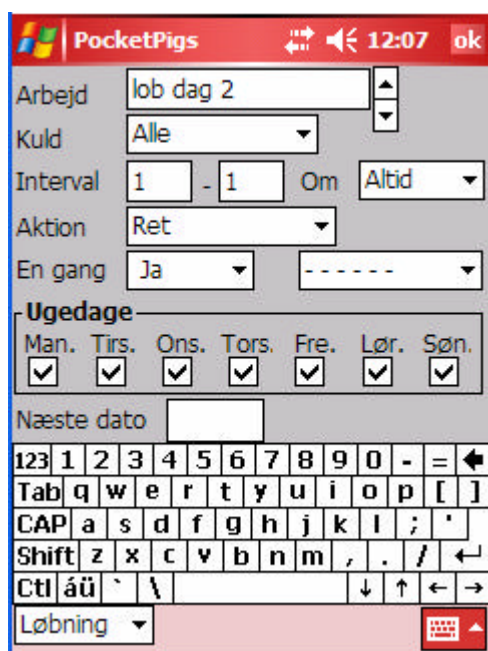 PocketPigs 12:07 ok
Arbejd lob dag 2
Kuld Alle
Interval 1 - 1 Om Altid
Aktion Ret
En gang Ja - - - - - -
Ugedage
Man. Tirs. Ons. Tors. Fre. Lør. Søn.
Næste dato
123 1 2 3 4 5 6 7 8 9 0 - = 
Tab q w e r t y u i o p [ ]
CAP a s d f g h j k l ; '
Shift z x c v b n m , . /
Ctl áü ` \ ↓ ↑ ← →
Løbning